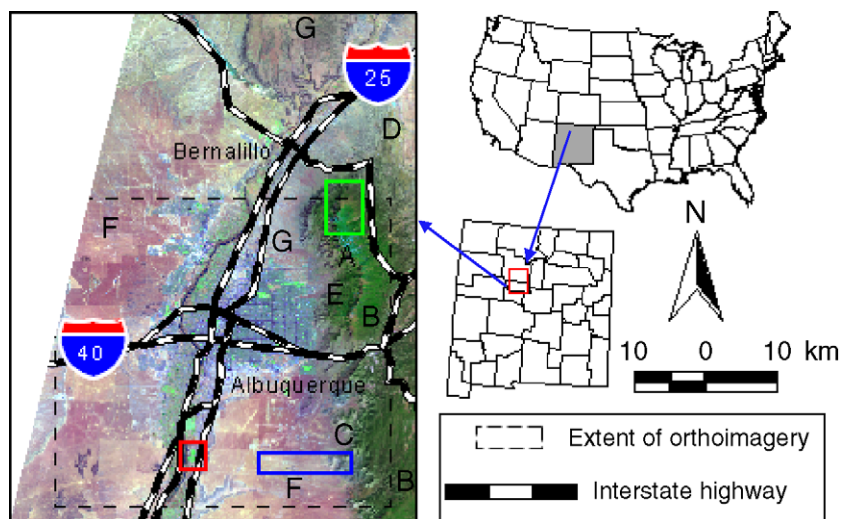 G
25
D
Bernalillo
F
G
A
E
B
40
Albuquerque
C
F
B
N
10 0 10 km
Extent of orthoimagery
Interstate highway